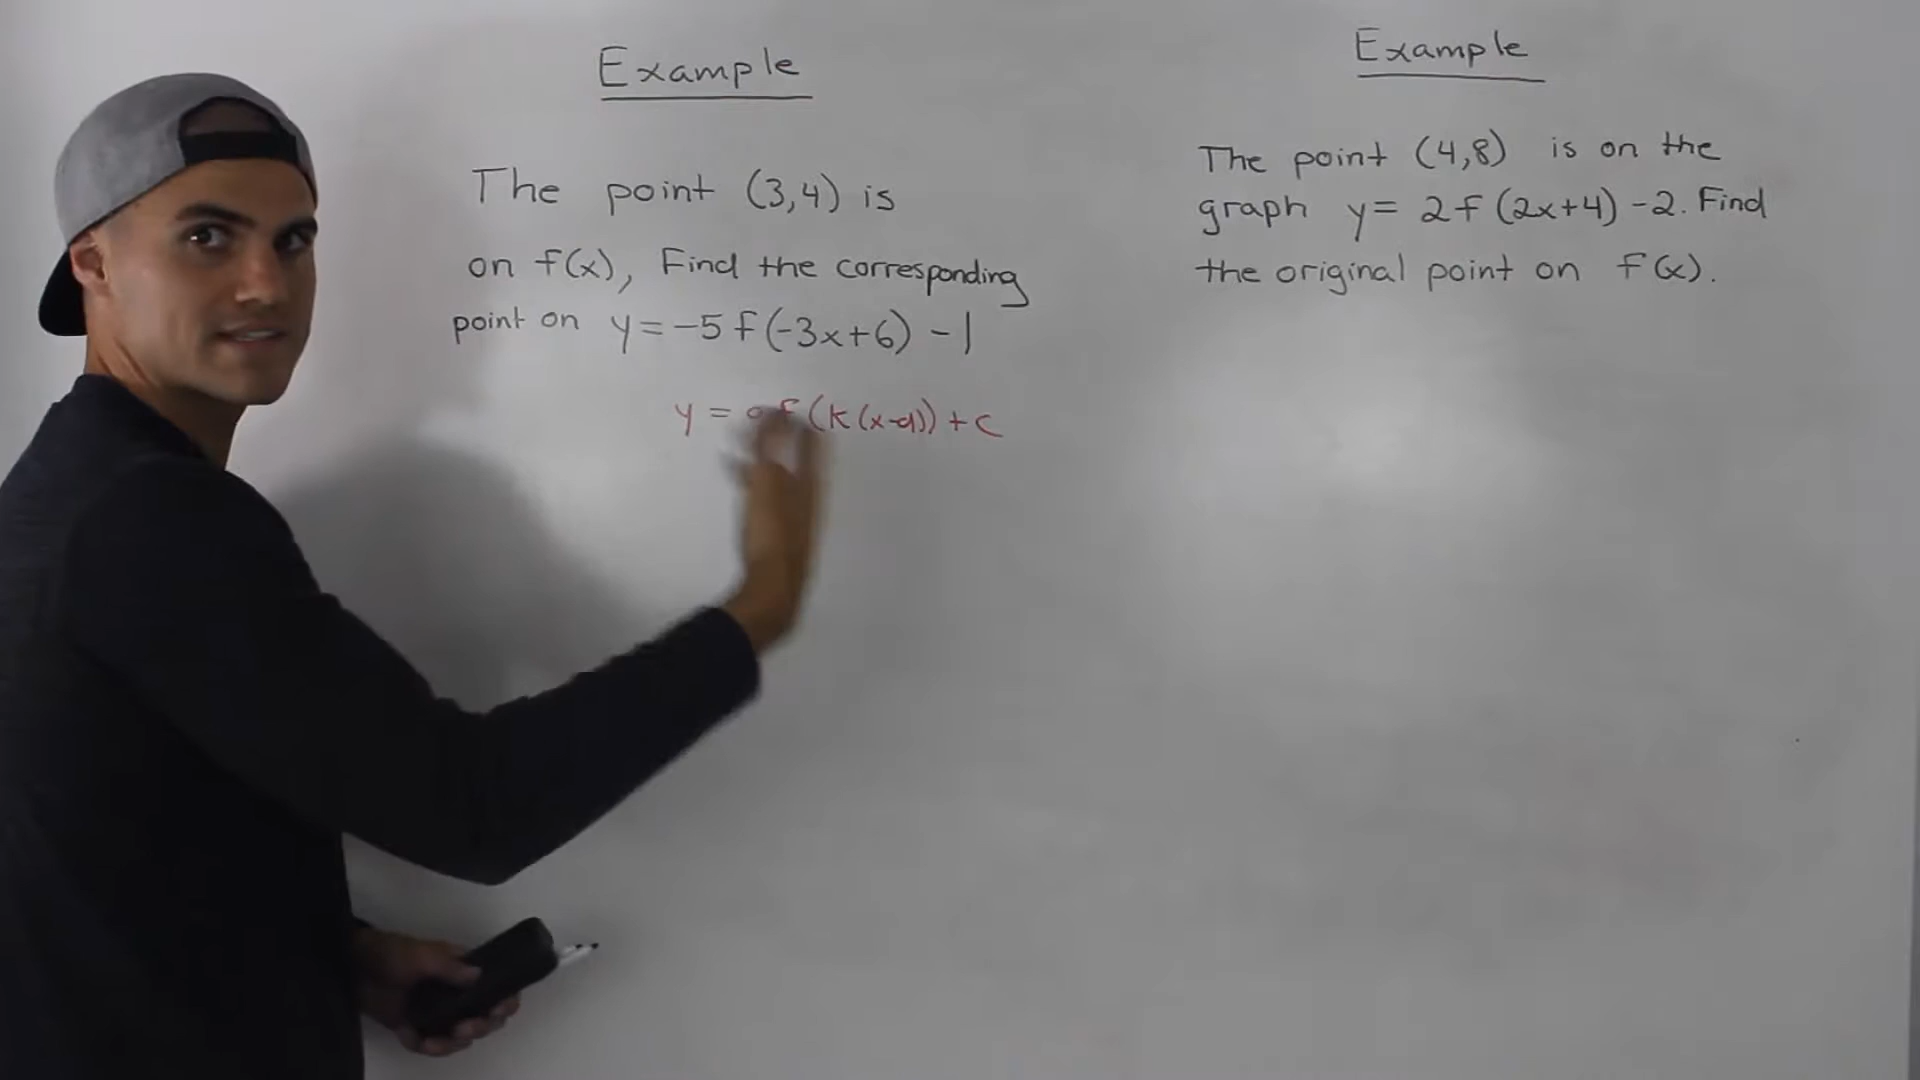 Example
The point (3,4) is
on f(x), Find the corresponding
point on y = -5 f(-3x+6) - 1
y = a f (k(x-d)) + c
Example
The point (4,8) is on the
graph y = 2f (2x+4) - 2. Find
the original point on f(x).